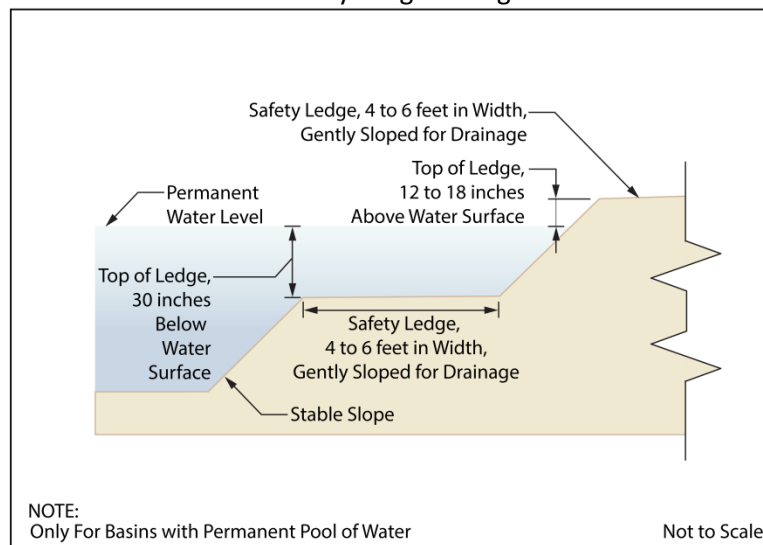 Safety Ledge, 4 to 6 feet in Width,
Gently Sloped for Drainage
Top of Ledge,
12 to 18 inches
Above Water Surface
Permanent
Water Level
Top of Ledge,
30 inches
Below
Water
Surface
Safety Ledge,
4 to 6 feet in Width,
Gently Sloped for Drainage
Stable Slope
NOTE:
Only For Basins with Permanent Pool of Water
Not to Scale